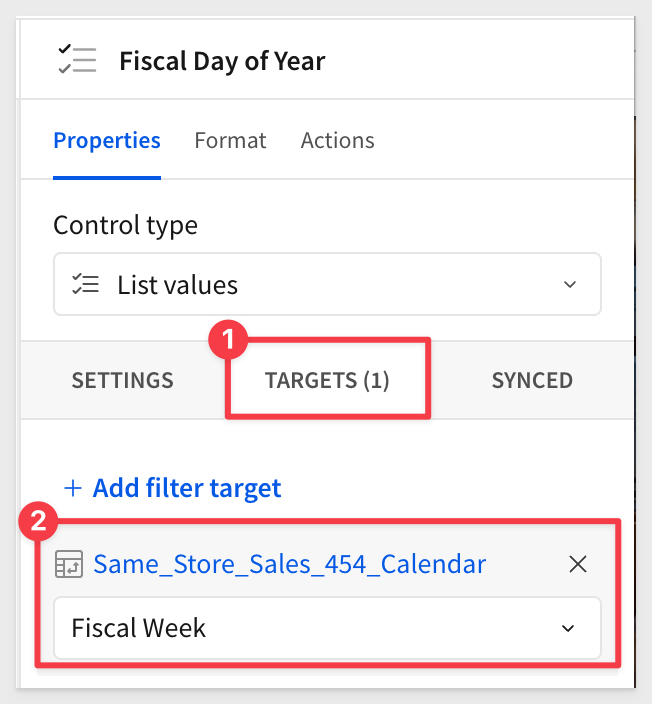 Fiscal Day of Year
Properties Format Actions
Control type
List values
1
SETTINGS TARGETS (1) SYNCED
+ Add filter target
2
Same_Store_Sales_454_Calendar
Fiscal Week